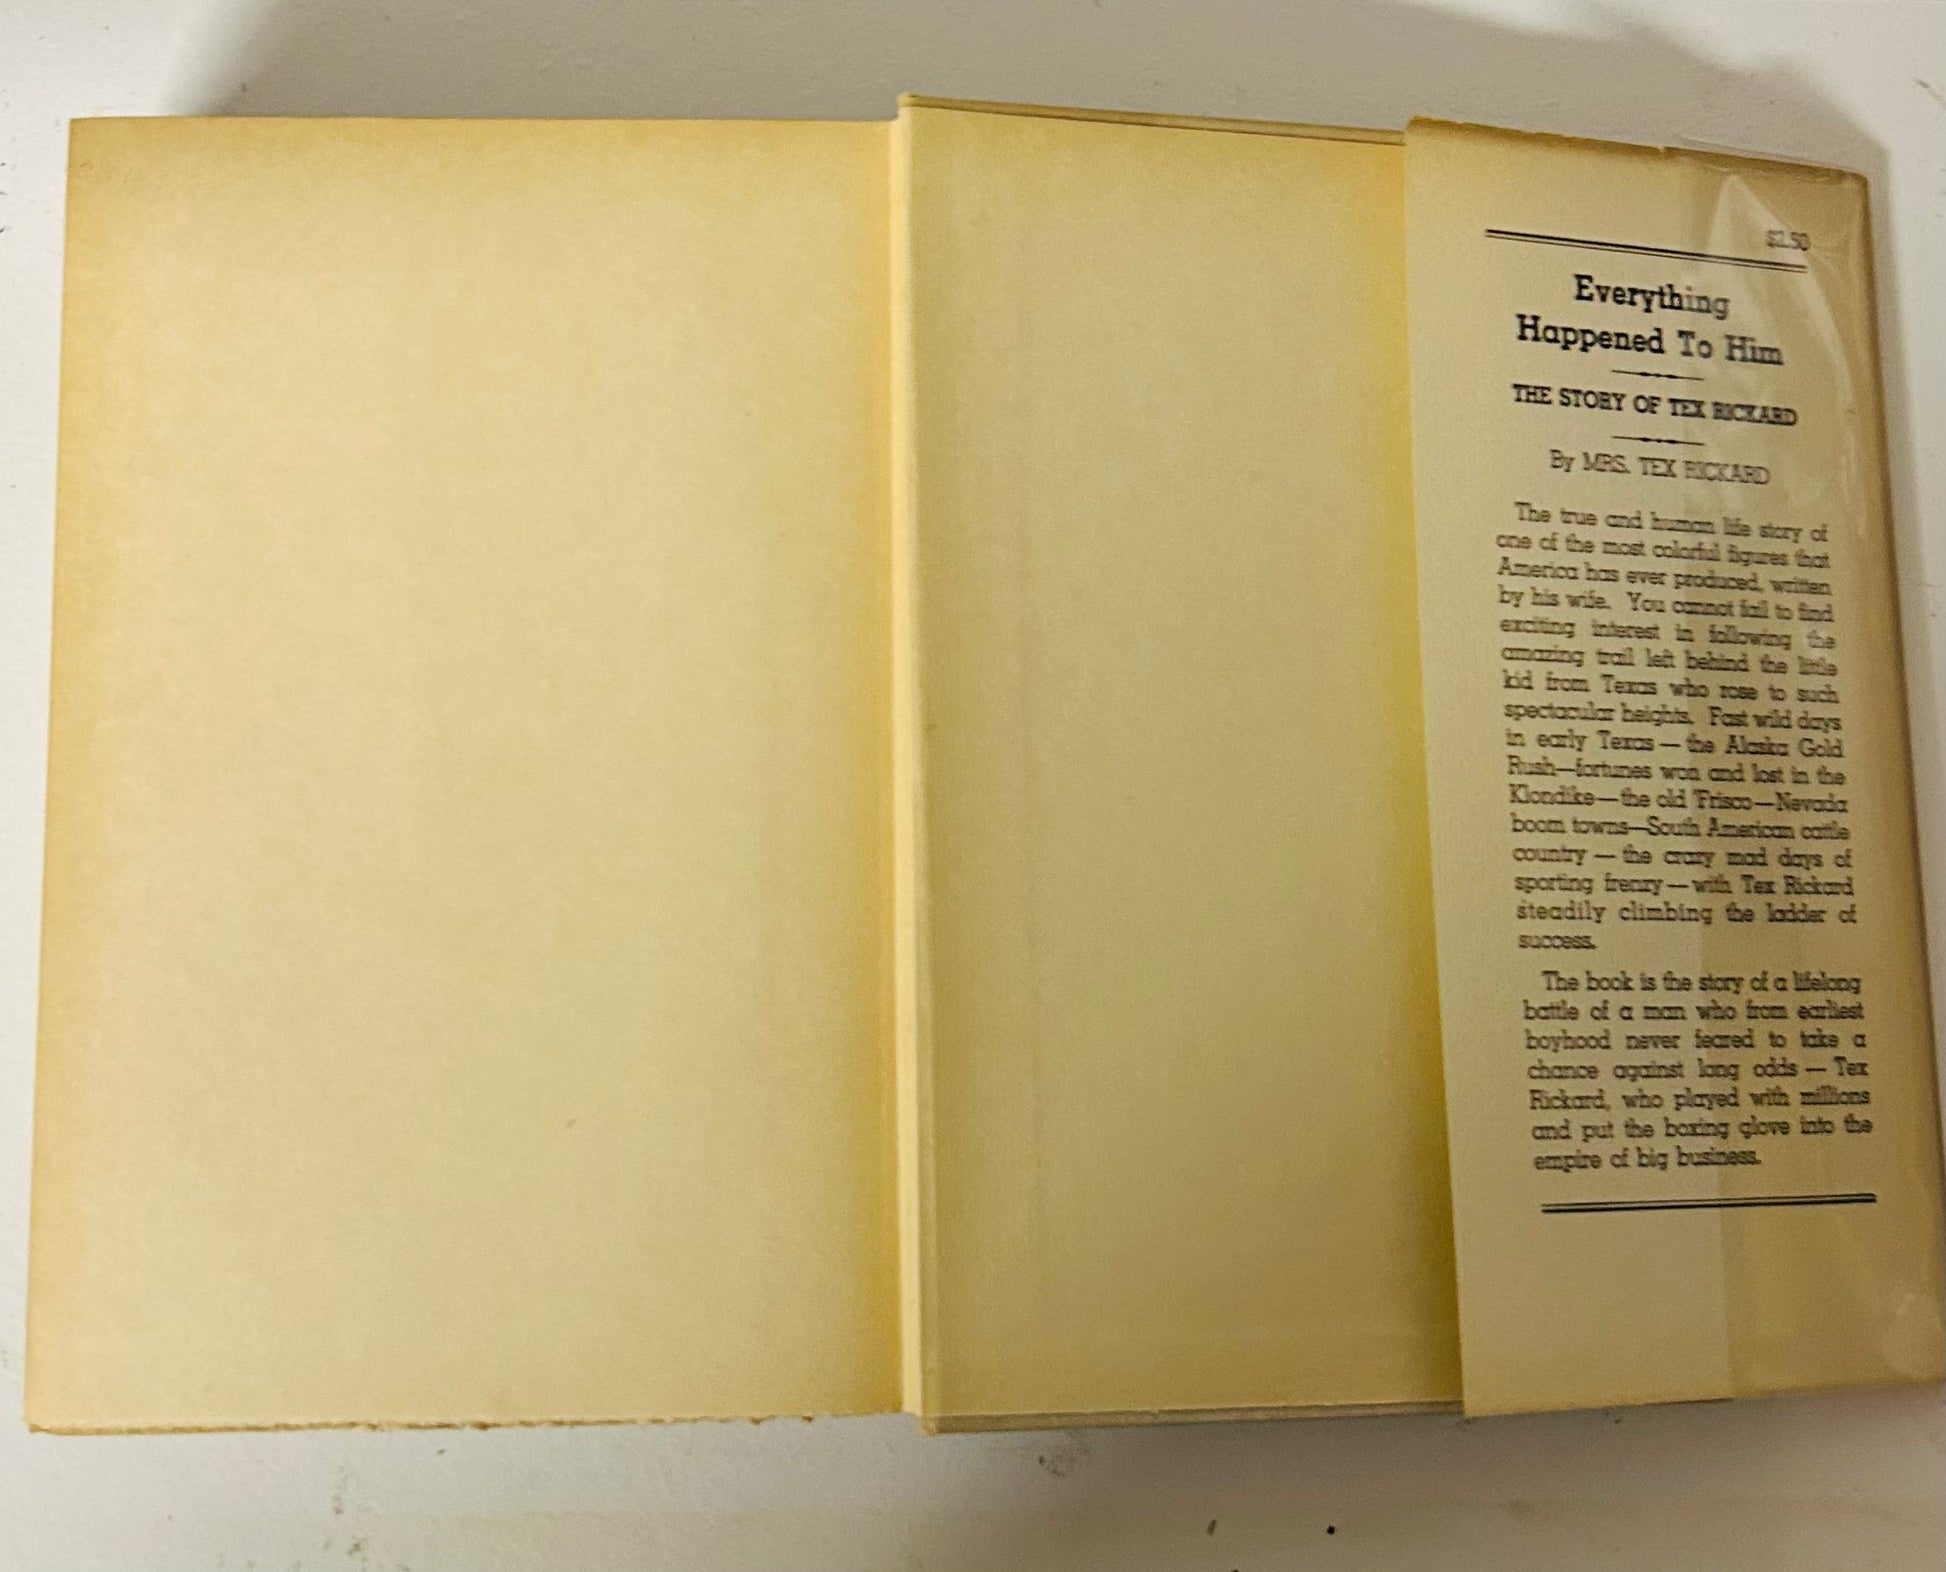 $2.50
Everything
Happened To Him
THE STORY OF TEX RICKARD
By MRS. TEX RICKARD
The true and human life story of
one of the most colorful figures that
America has ever produced, written
by his wife. You cannot fail to find
exciting interest in following the
amazing trail left behind the little
kid from Texas who rose to such
spectacular heights. Fast wild days
in early Texas — the Alaska Gold
Rush—fortunes won and lost in the
Klondike—the old 'Frisco—Nevada
boom towns—South American cattle
country — the crazy mad days of
sporting frenzy — with Tex Rickard
steadily climbing the ladder of
success.
The book is the story of a lifelong
battle of a man who from earliest
boyhood never feared to take a
chance against long odds — Tex
Rickard, who played with millions
and put the boxing glove into the
empire of big business.